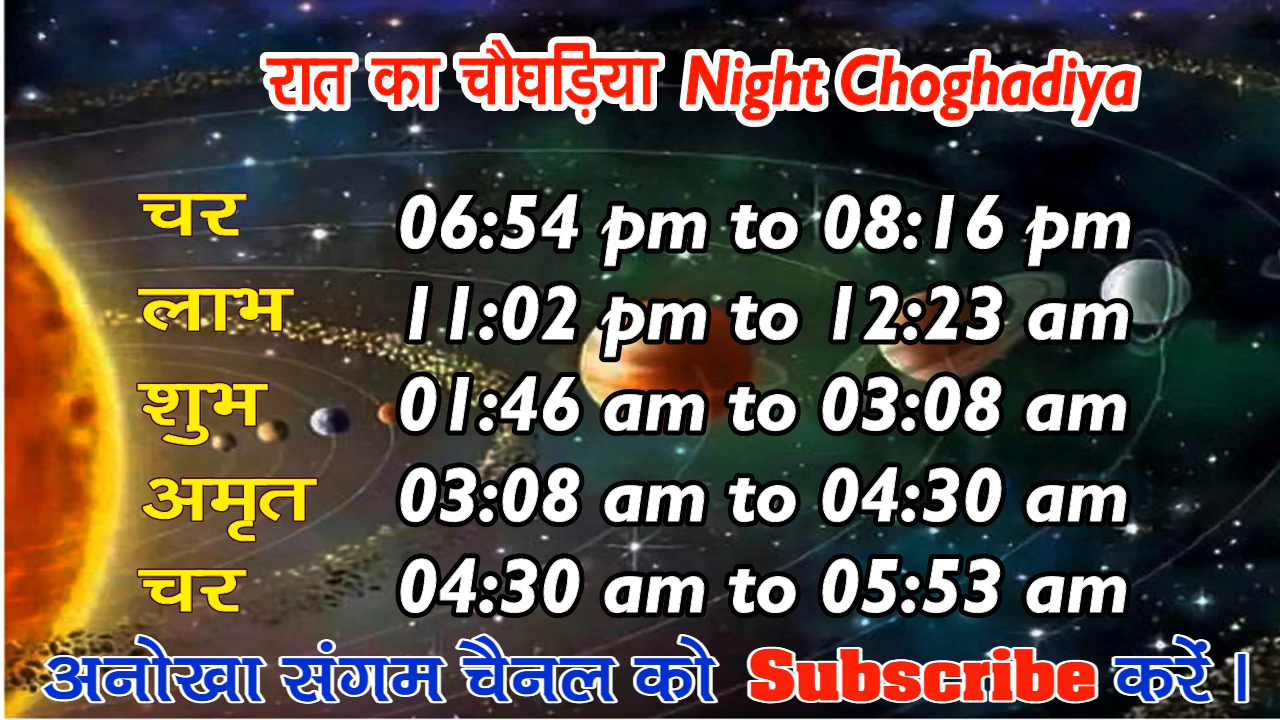 रात का चौघड़िया Night Choghadiya
चर 06:54 pm to 08:16 pm
लाभ 11:02 pm to 12:23 am
शुभ 01:46 am to 03:08 am
अमृत 03:08 am to 04:30 am
चर 04:30 am to 05:53 am
अनोखा संगम चैनल को Subscribe करें ।